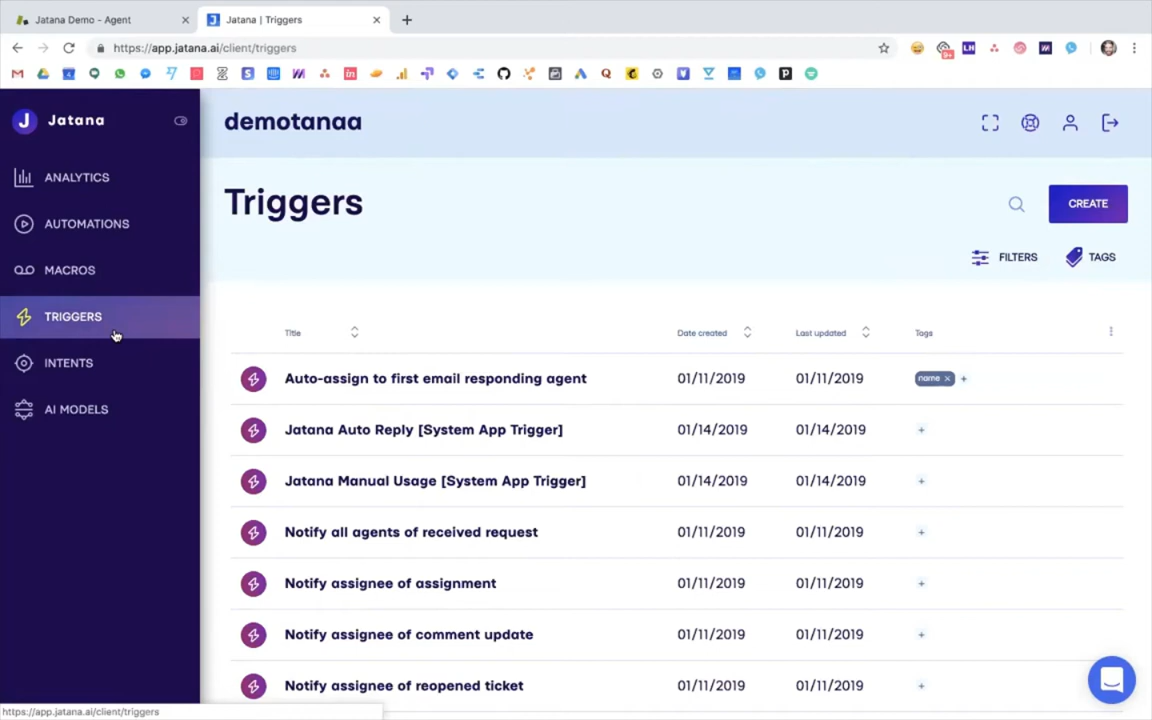 Jatana Demo - Agent
Jatana | Triggers
https://app.jatana.ai/client/triggers
Jatana
demotanaa
ANALYTICS
AUTOMATIONS
MACROS
TRIGGERS
INTENTS
AI MODELS
Triggers
CREATE
FILTERS
TAGS
Title
Date created
Last updated
Tags
Auto-assign to first email responding agent 01/11/2019 01/11/2019 name × +
Jatana Auto Reply [System App Trigger] 01/14/2019 01/14/2019 +
Jatana Manual Usage [System App Trigger] 01/14/2019 01/14/2019 +
Notify all agents of received request 01/11/2019 01/11/2019 +
Notify assignee of assignment 01/11/2019 01/11/2019 +
Notify assignee of comment update 01/11/2019 01/11/2019 +
Notify assignee of reopened ticket 01/11/2019 01/11/2019 +
https://app.jatana.ai/client/triggers